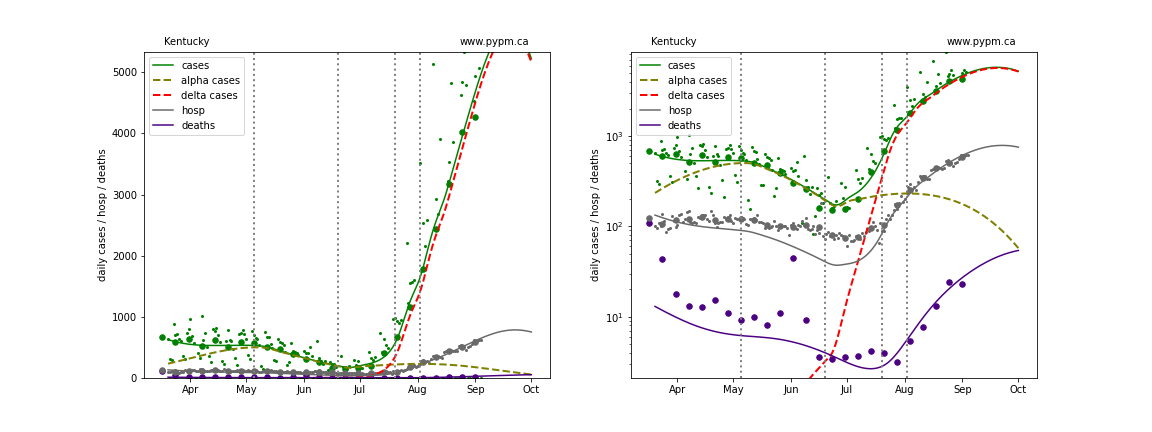 Kentucky
www.pypm.ca
cases
alpha cases
delta cases
hosp
deaths
daily cases / hosp / deaths
5000
4000
3000
2000
1000
0
Apr
May
Jun
Jul
Aug
Sep
Oct
Kentucky
www.pypm.ca
cases
alpha cases
delta cases
hosp
deaths
daily cases / hosp / deaths
10³
10²
10¹
Apr
May
Jun
Jul
Aug
Sep
Oct